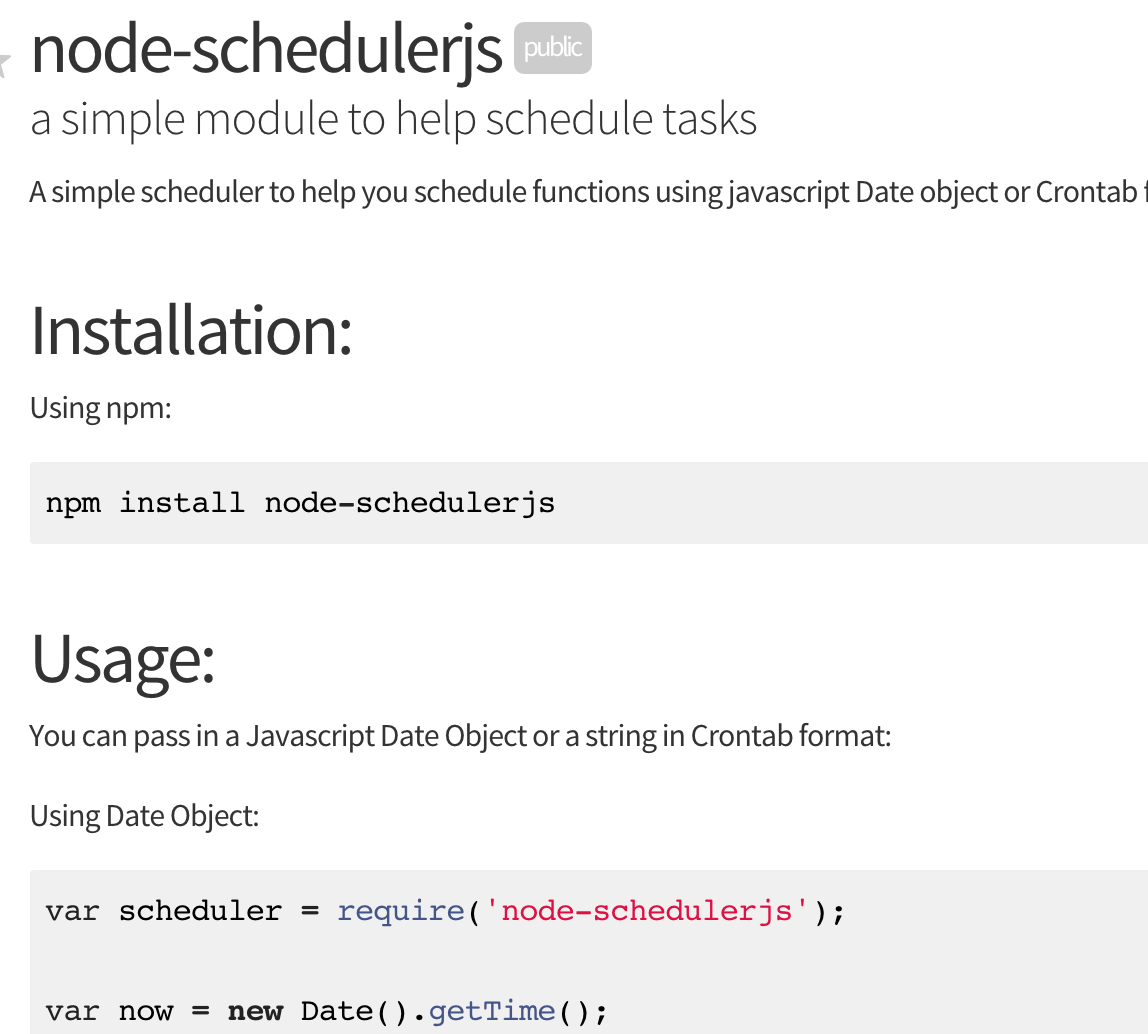 node-schedulerjs public
a simple module to help schedule tasks
A simple scheduler to help you schedule functions using javascript Date object or Crontab
Installation:
Using npm:
npm install node-schedulerjs
Usage:
You can pass in a Javascript Date Object or a string in Crontab format:
Using Date Object:
var scheduler = require('node-schedulerjs');
var now = new Date().getTime();